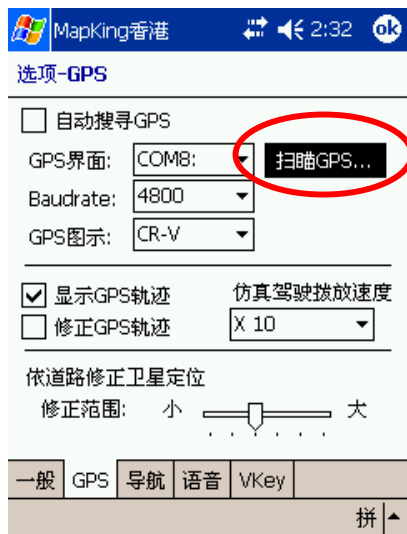 MapKing香港 2:32 ok
选项-GPS
自动搜寻GPS
GPS界面: COM8: 扫瞄GPS...
Baudrate: 4800
GPS图示: CR-V
显示GPS轨迹 仿真驾驶拨放速度
修正GPS轨迹 X 10
依道路修正卫星定位
修正范围: 小 大
一般 GPS 导航 语音 VKey
拼